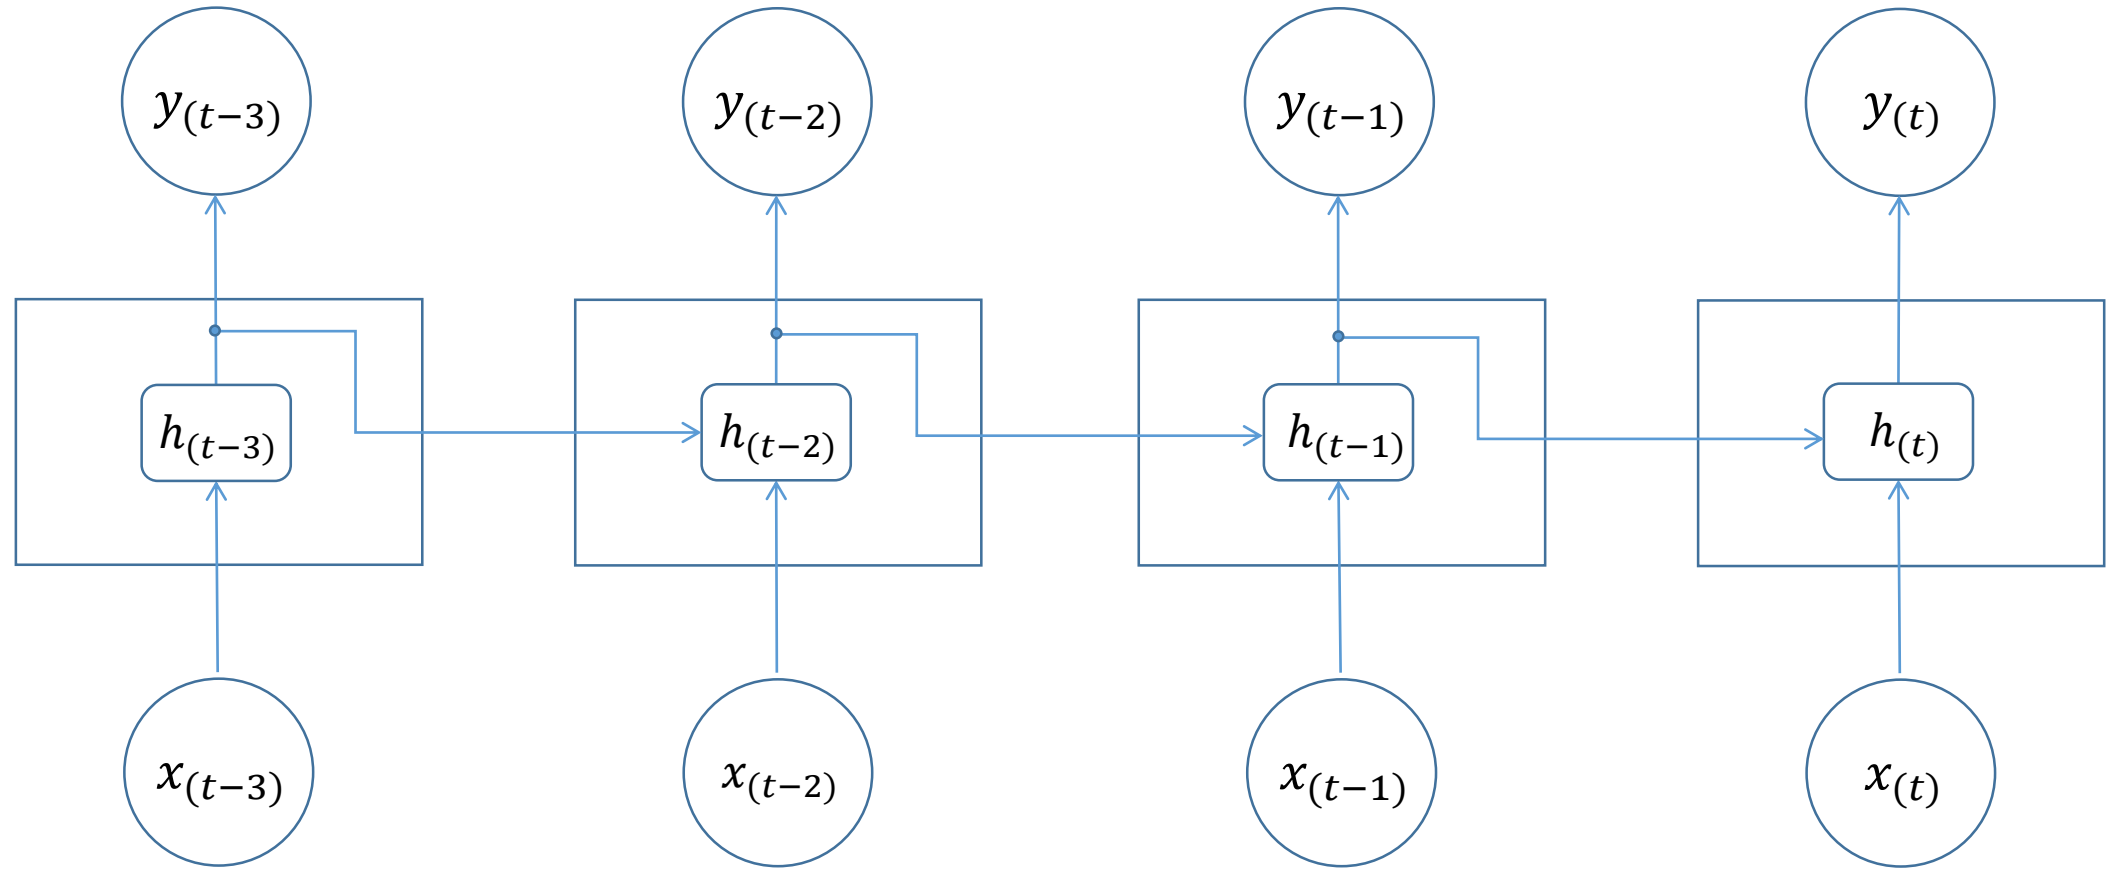 y(t−3) y(t−2) y(t−1) y(t)
h(t−3) h(t−2) h(t−1) h(t)
x(t−3) x(t−2) x(t−1) x(t)